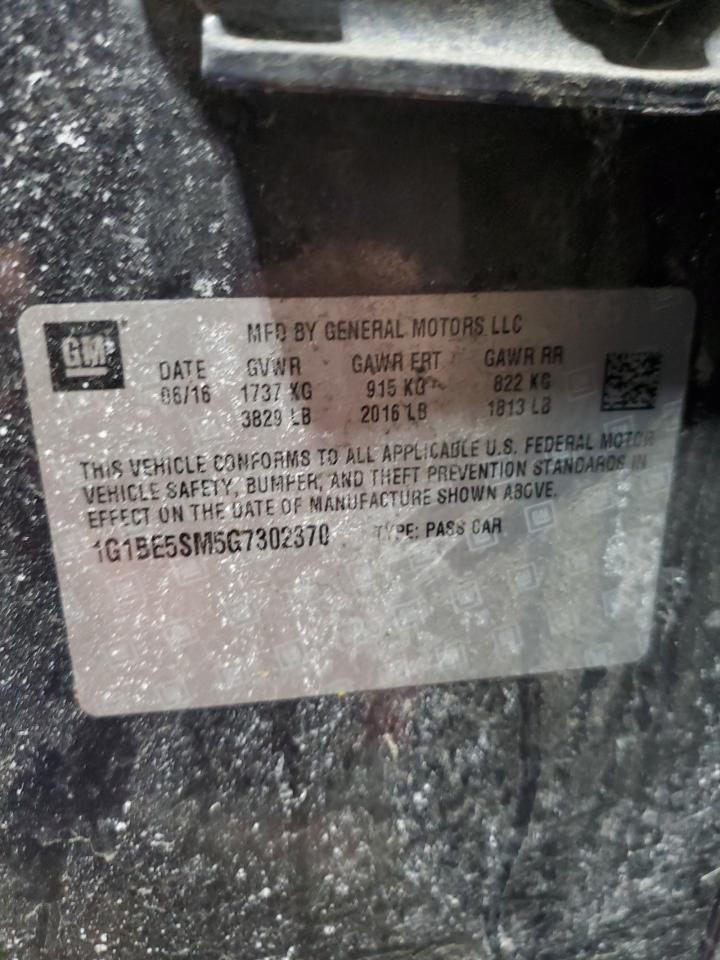 GM
MFD BY GENERAL MOTORS LLC
DATE GVWR GAWR FRT GAWR RR
06/16 1737 KG 915 KG 822 KG
3829 LB 2016 LB 1813 LB
THIS VEHICLE CONFORMS TO ALL APPLICABLE U.S. FEDERAL MOTOR
VEHICLE SAFETY, BUMPER, AND THEFT PREVENTION STANDARDS IN
EFFECT ON THE DATE OF MANUFACTURE SHOWN ABOVE.
1G1BE5SM5G7302370 TYPE: PASS CAR